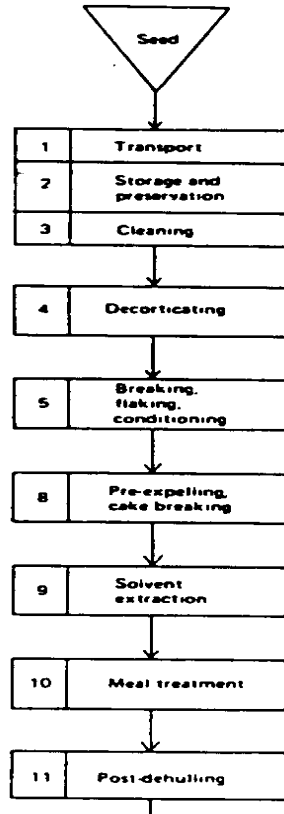 Seed
1 Transport
2 Storage and
preservation
3 Cleaning
4 Decorticating
5 Breaking,
flaking,
conditioning
8 Pre-expelling,
cake breaking
9 Solvent
extraction
10 Meal treatment
11 Post-dehulling